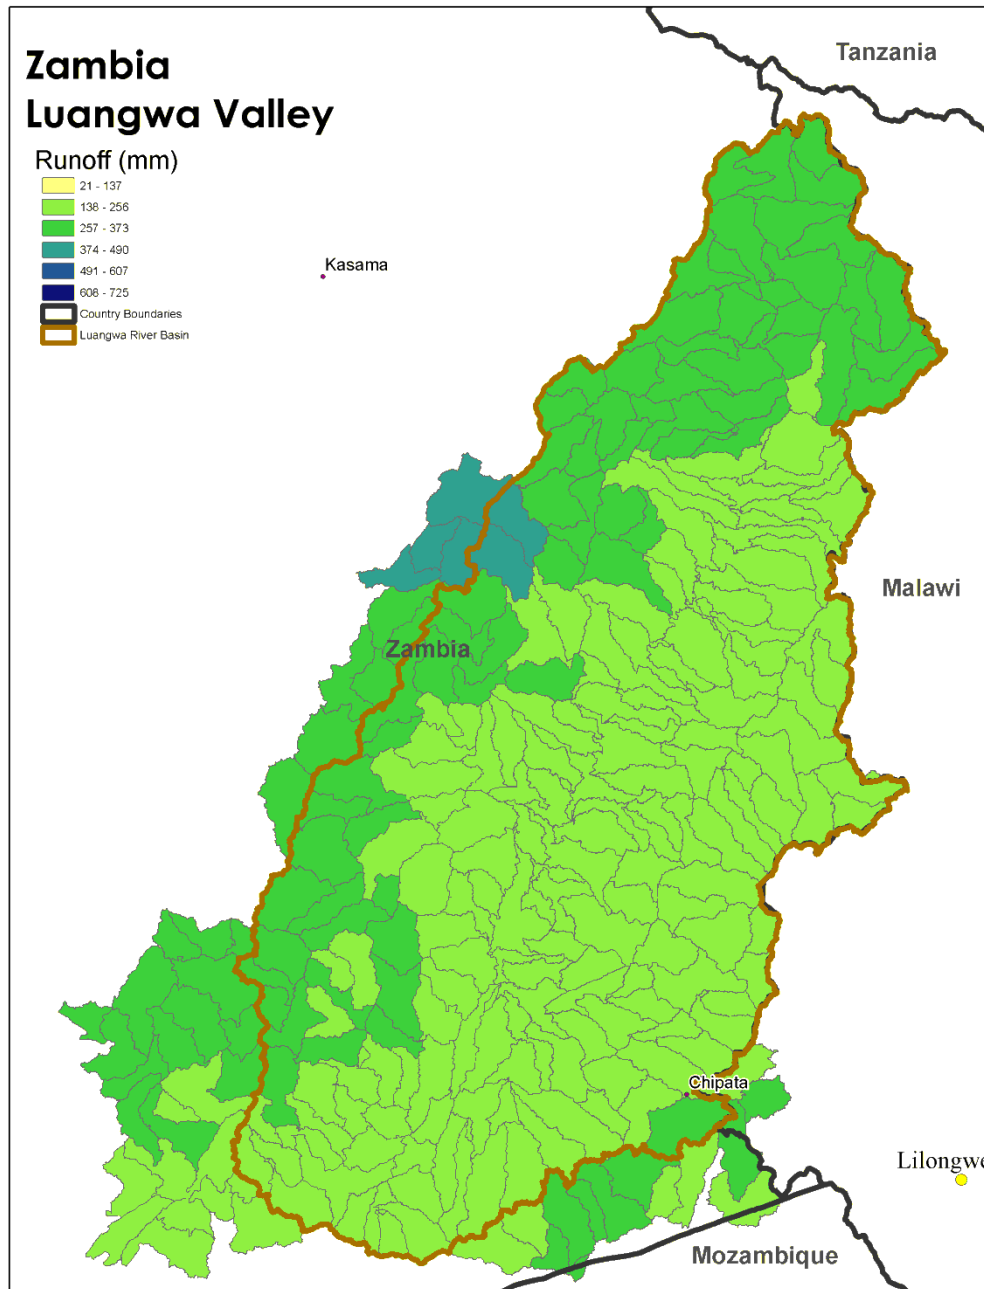 Zambia
Luangwa Valley
Runoff (mm)
21 - 137
138 - 256
257 - 373
374 - 490
491 - 607
608 - 725
Country Boundaries
Luangwa River Basin
Tanzania
Kasama
Malawi
Zambia
Chipata
Lilongwe
Mozambique